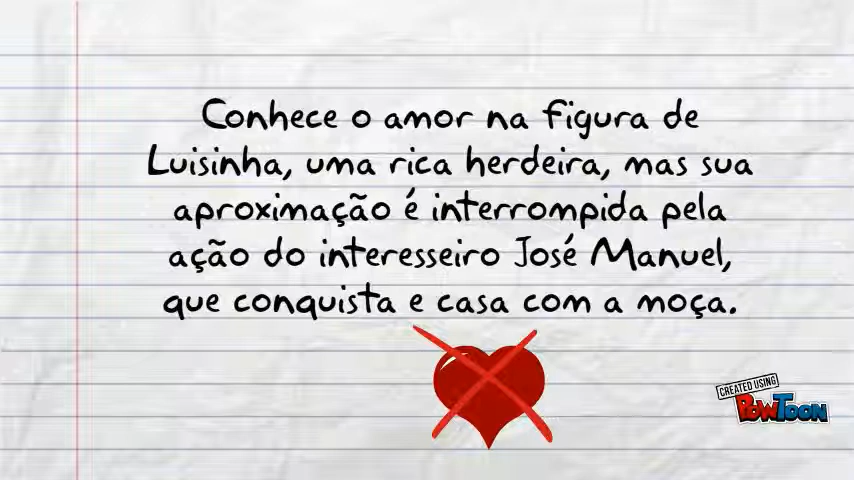 Conhece o amor na figura de
Luisinha, uma rica herdeira, mas sua
aproximação é interrompida pela
ação do interesseiro José Manuel,
que conquista e casa com a moça.
CREATED USING
POWTOON